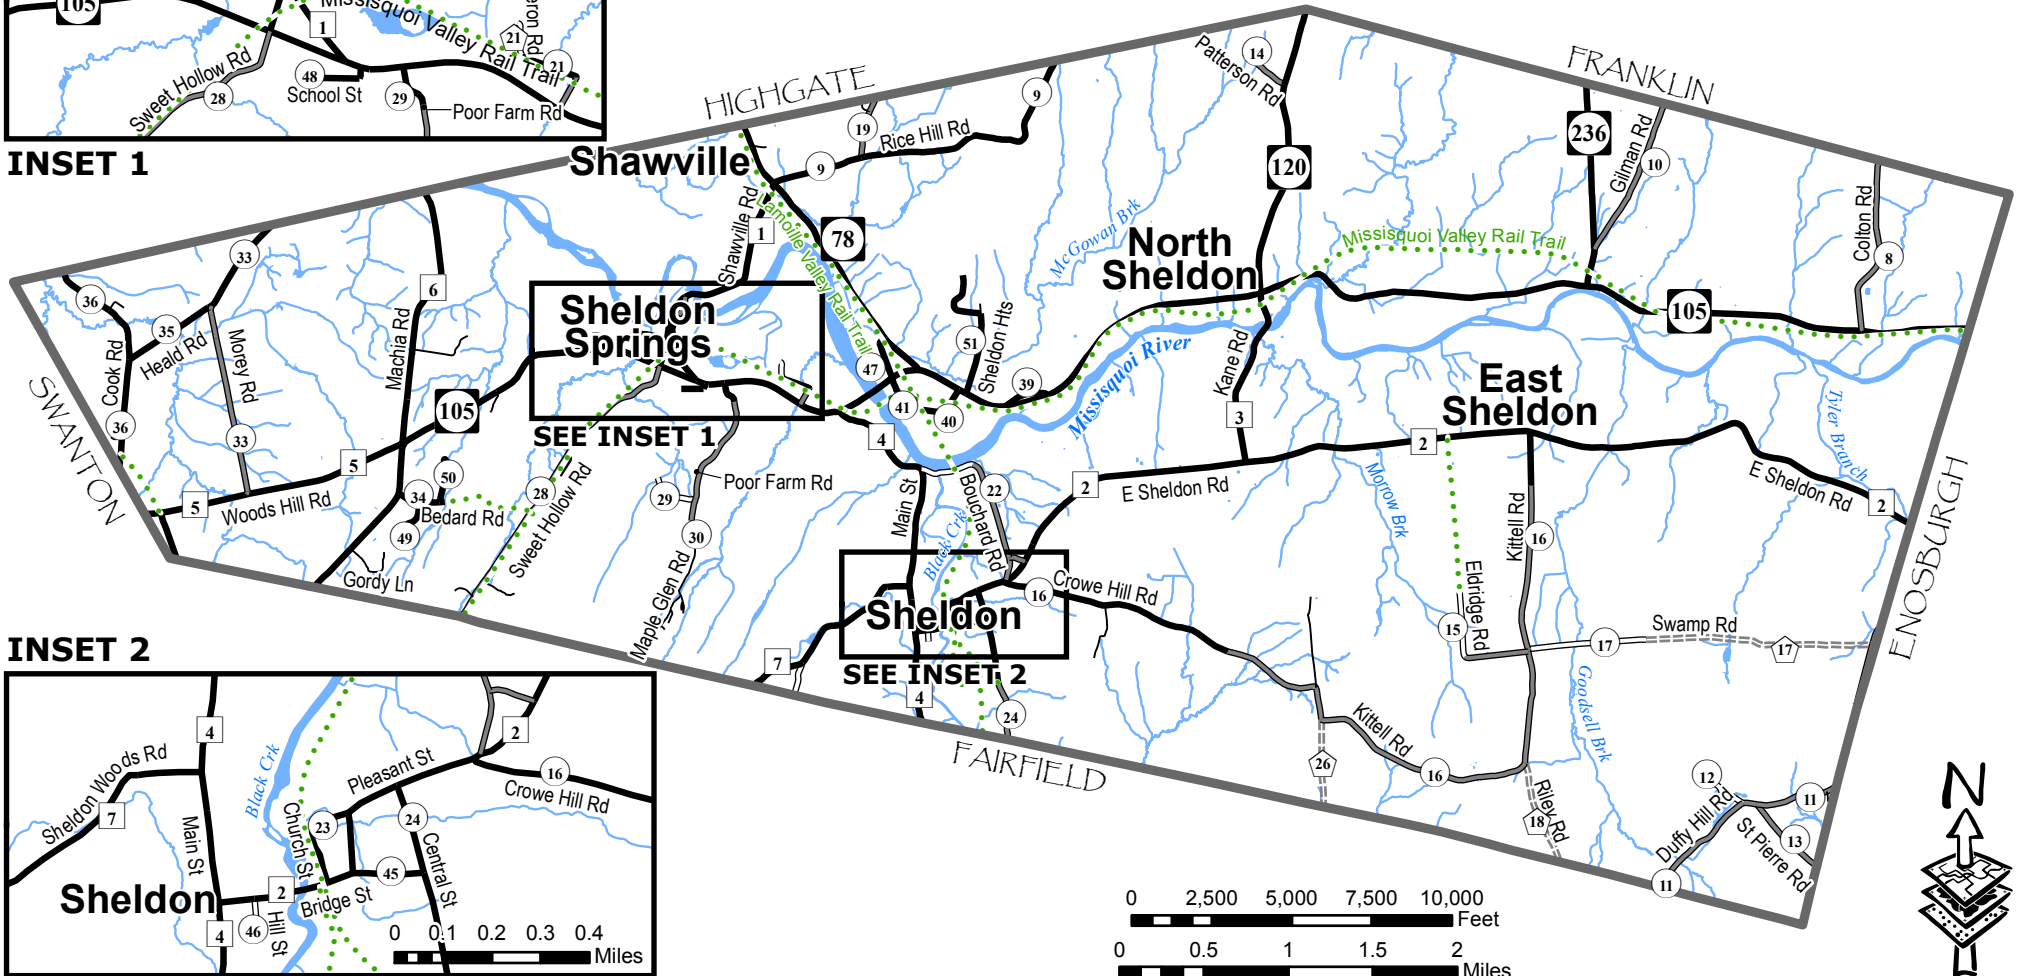 105
1
Missisquoi Valley Rail Trail
21
21
Sweet Hollow Rd
28
48
School St
29
Poor Farm Rd
INSET 1
HIGHGATE
FRANKLIN
SWANTON
ENOSBURGH
FAIRFIELD
Shawville
19
9
Rice Hill Rd
9
14
Patterson Rd
120
236
Gilman Rd
10
Colton Rd
8
Shawville Rd
1
78
Lamoille Valley Rail Trail
McGowan Brk
North
Sheldon
Missisquoi Valley Rail Trail
105
33
36
35
Heald Rd
Cook Rd
36
Morey Rd
33
6
Machia Rd
105
Sheldon
Springs
SEE INSET 1
47
51
Sheldon Hts
39
41
40
4
Missisquoi River
Kane Rd
3
East
Sheldon
Tyler Branch
5
5
Woods Hill Rd
34
50
Bedard Rd
49
Gordy Ln
28
Sweet Hollow Rd
29
Poor Farm Rd
30
Maple Glen Rd
Main St
Black Crk
Bouchard Rd
22
2
E Sheldon Rd
2
Morrow Brk
Kittell Rd
16
E Sheldon Rd
2
Eldridge Rd
15
17
Swamp Rd
17
Goodsell Brk
Sheldon
SEE INSET 2
16
Crowe Hill Rd
7
4
24
Kittell Rd
26
16
Riley Rd
18
12
11
Duffy Hill Rd
St Pierre Rd
13
11
INSET 2
4
Sheldon Woods Rd
7
Main St
Black Crk
Church St
23
Pleasant St
2
16
Crowe Hill Rd
24
Central St
45
2
Bridge St
Sheldon
4
46
Hill St
0 0.1 0.2 0.3 0.4
Miles
0 2,500 5,000 7,500 10,000
Feet
0 0.5 1 1.5 2
Miles
N